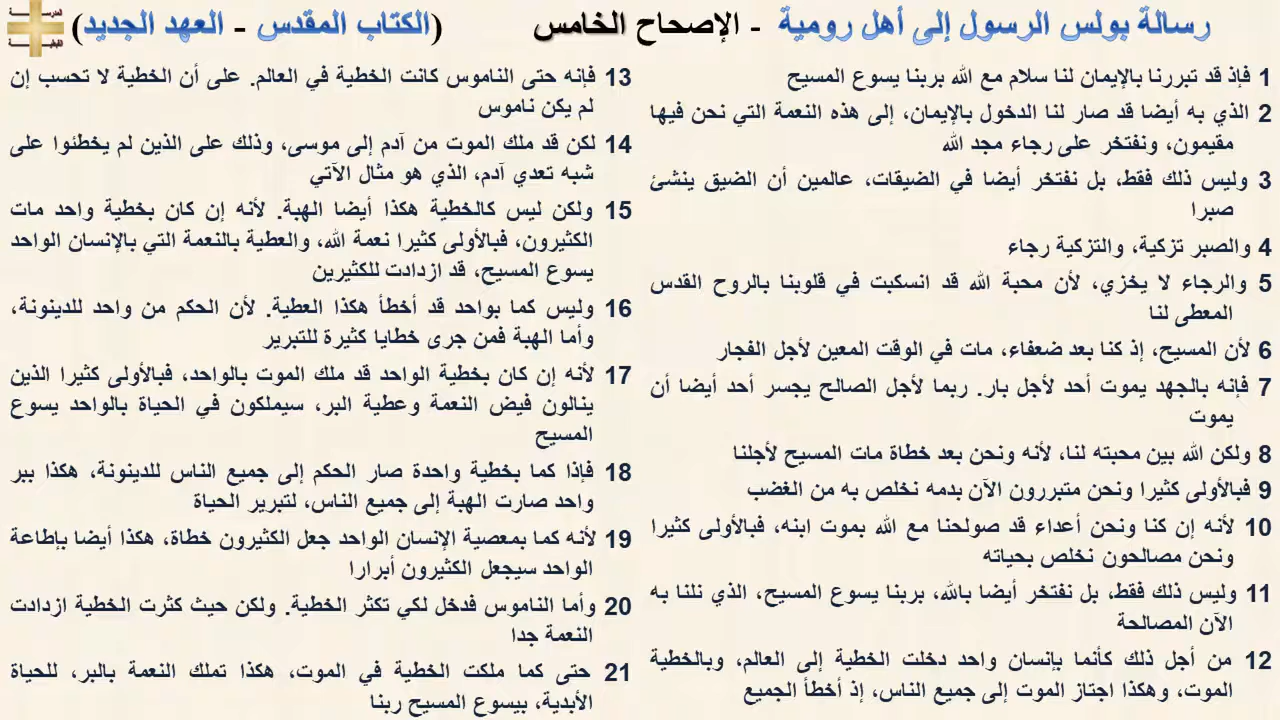 رسالة بولس الرسول إلى أهل رومية - الإصحاح الخامس (الكتاب المقدس - العهد الجديد)
1 فإذ قد تبررنا بالإيمان لنا سلام مع الله بربنا يسوع المسيح
2 الذي به أيضا قد صار لنا الدخول بالإيمان، إلى هذه النعمة التي نحن فيها
مقيمون، ونفتخر على رجاء مجد الله
3 وليس ذلك فقط، بل نفتخر أيضا في الضيقات، عالمين أن الضيق ينشئ
صبرا
4 والصبر تزكية، والتزكية رجاء
5 والرجاء لا يخزي، لأن محبة الله قد انسكبت في قلوبنا بالروح القدس
المعطى لنا
6 لأن المسيح، إذ كنا بعد ضعفاء، مات في الوقت المعين لأجل الفجار
7 فإنه بالجهد يموت أحد لأجل بار. ربما لأجل الصالح يجسر أحد أيضا أن
يموت
8 ولكن الله بين محبته لنا، لأنه ونحن بعد خطاة مات المسيح لأجلنا
9 فبالأولى كثيرا ونحن متبررون الآن بدمه نخلص به من الغضب
10 لأنه إن كنا ونحن أعداء قد صولحنا مع الله بموت ابنه، فبالأولى كثيرا
ونحن مصالحون نخلص بحياته
11 وليس ذلك فقط، بل نفتخر أيضا بالله، بربنا يسوع المسيح، الذي نلنا به
الآن المصالحة
12 من أجل ذلك كأنما بإنسان واحد دخلت الخطية إلى العالم، وبالخطية
الموت، وهكذا اجتاز الموت إلى جميع الناس، إذ أخطأ الجميع
13 فإنه حتى الناموس كانت الخطية في العالم. على أن الخطية لا تحسب إن
لم يكن ناموس
14 لكن قد ملك الموت من آدم إلى موسى، وذلك على الذين لم يخطئوا على
شبه تعدي آدم، الذي هو مثال الآتي
15 ولكن ليس كالخطية هكذا أيضا الهبة. لأنه إن كان بخطية واحد مات
الكثيرون، فبالأولى كثيرا نعمة الله، والعطية بالنعمة التي بالإنسان الواحد
يسوع المسيح، قد ازدادت للكثيرين
16 وليس كما بواحد قد أخطأ هكذا العطية. لأن الحكم من واحد للدينونة،
وأما الهبة فمن جرى خطايا كثيرة للتبرير
17 لأنه إن كان بخطية الواحد قد ملك الموت بالواحد، فبالأولى كثيرا الذين
ينالون فيض النعمة وعطية البر، سيملكون في الحياة بالواحد يسوع
المسيح
18 فإذا كما بخطية واحدة صار الحكم إلى جميع الناس للدينونة، هكذا ببر
واحد صارت الهبة إلى جميع الناس، لتبرير الحياة
19 لأنه كما بمعصية الإنسان الواحد جعل الكثيرون خطاة، هكذا أيضا بإطاعة
الواحد سيجعل الكثيرون أبرارا
20 وأما الناموس فدخل لكي تكثر الخطية. ولكن حيث كثرت الخطية ازدادت
النعمة جدا
21 حتى كما ملكت الخطية في الموت، هكذا تملك النعمة بالبر، للحياة
الأبدية، بيسوع المسيح ربنا